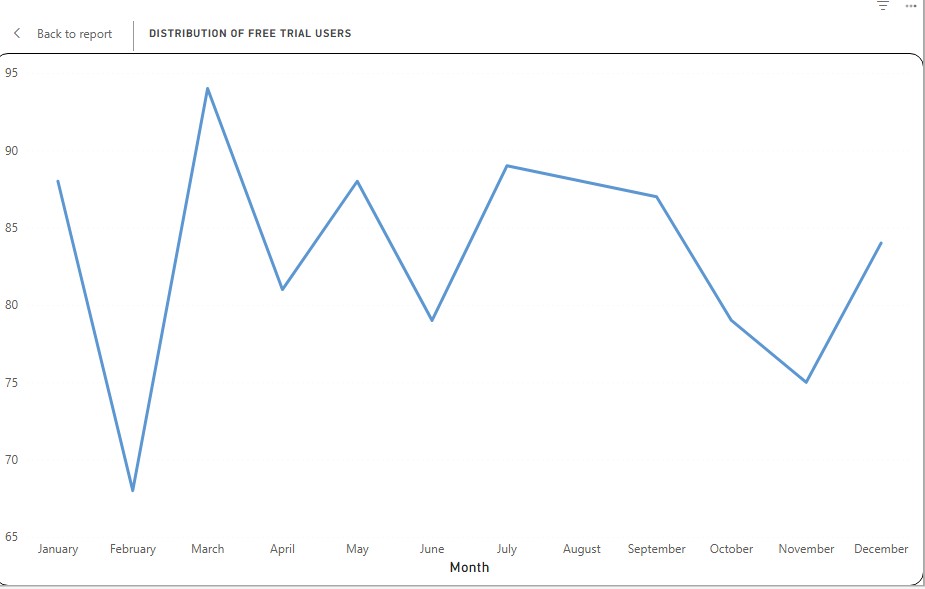 Back to report
DISTRIBUTION OF FREE TRIAL USERS
95
90
85
80
75
70
65
January February March April May June July August September October November December
Month